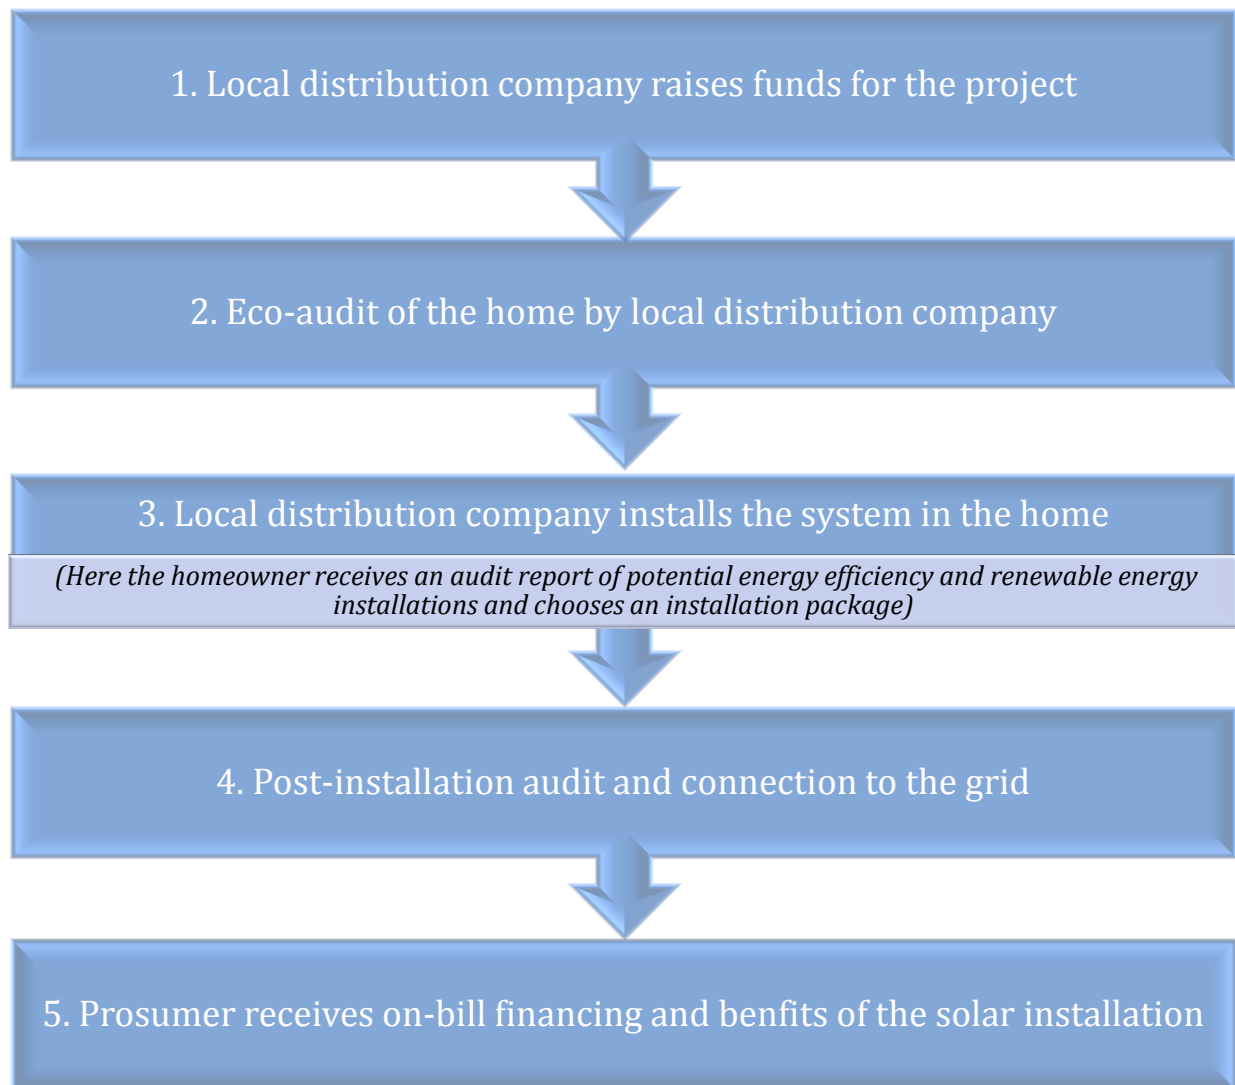 1. Local distribution company raises funds for the project
2. Eco-audit of the home by local distribution company
3. Local distribution company installs the system in the home
(Here the homeowner receives an audit report of potential energy efficiency and renewable energy
installations and chooses an installation package)
4. Post-installation audit and connection to the grid
5. Prosumer receives on-bill financing and benfits of the solar installation